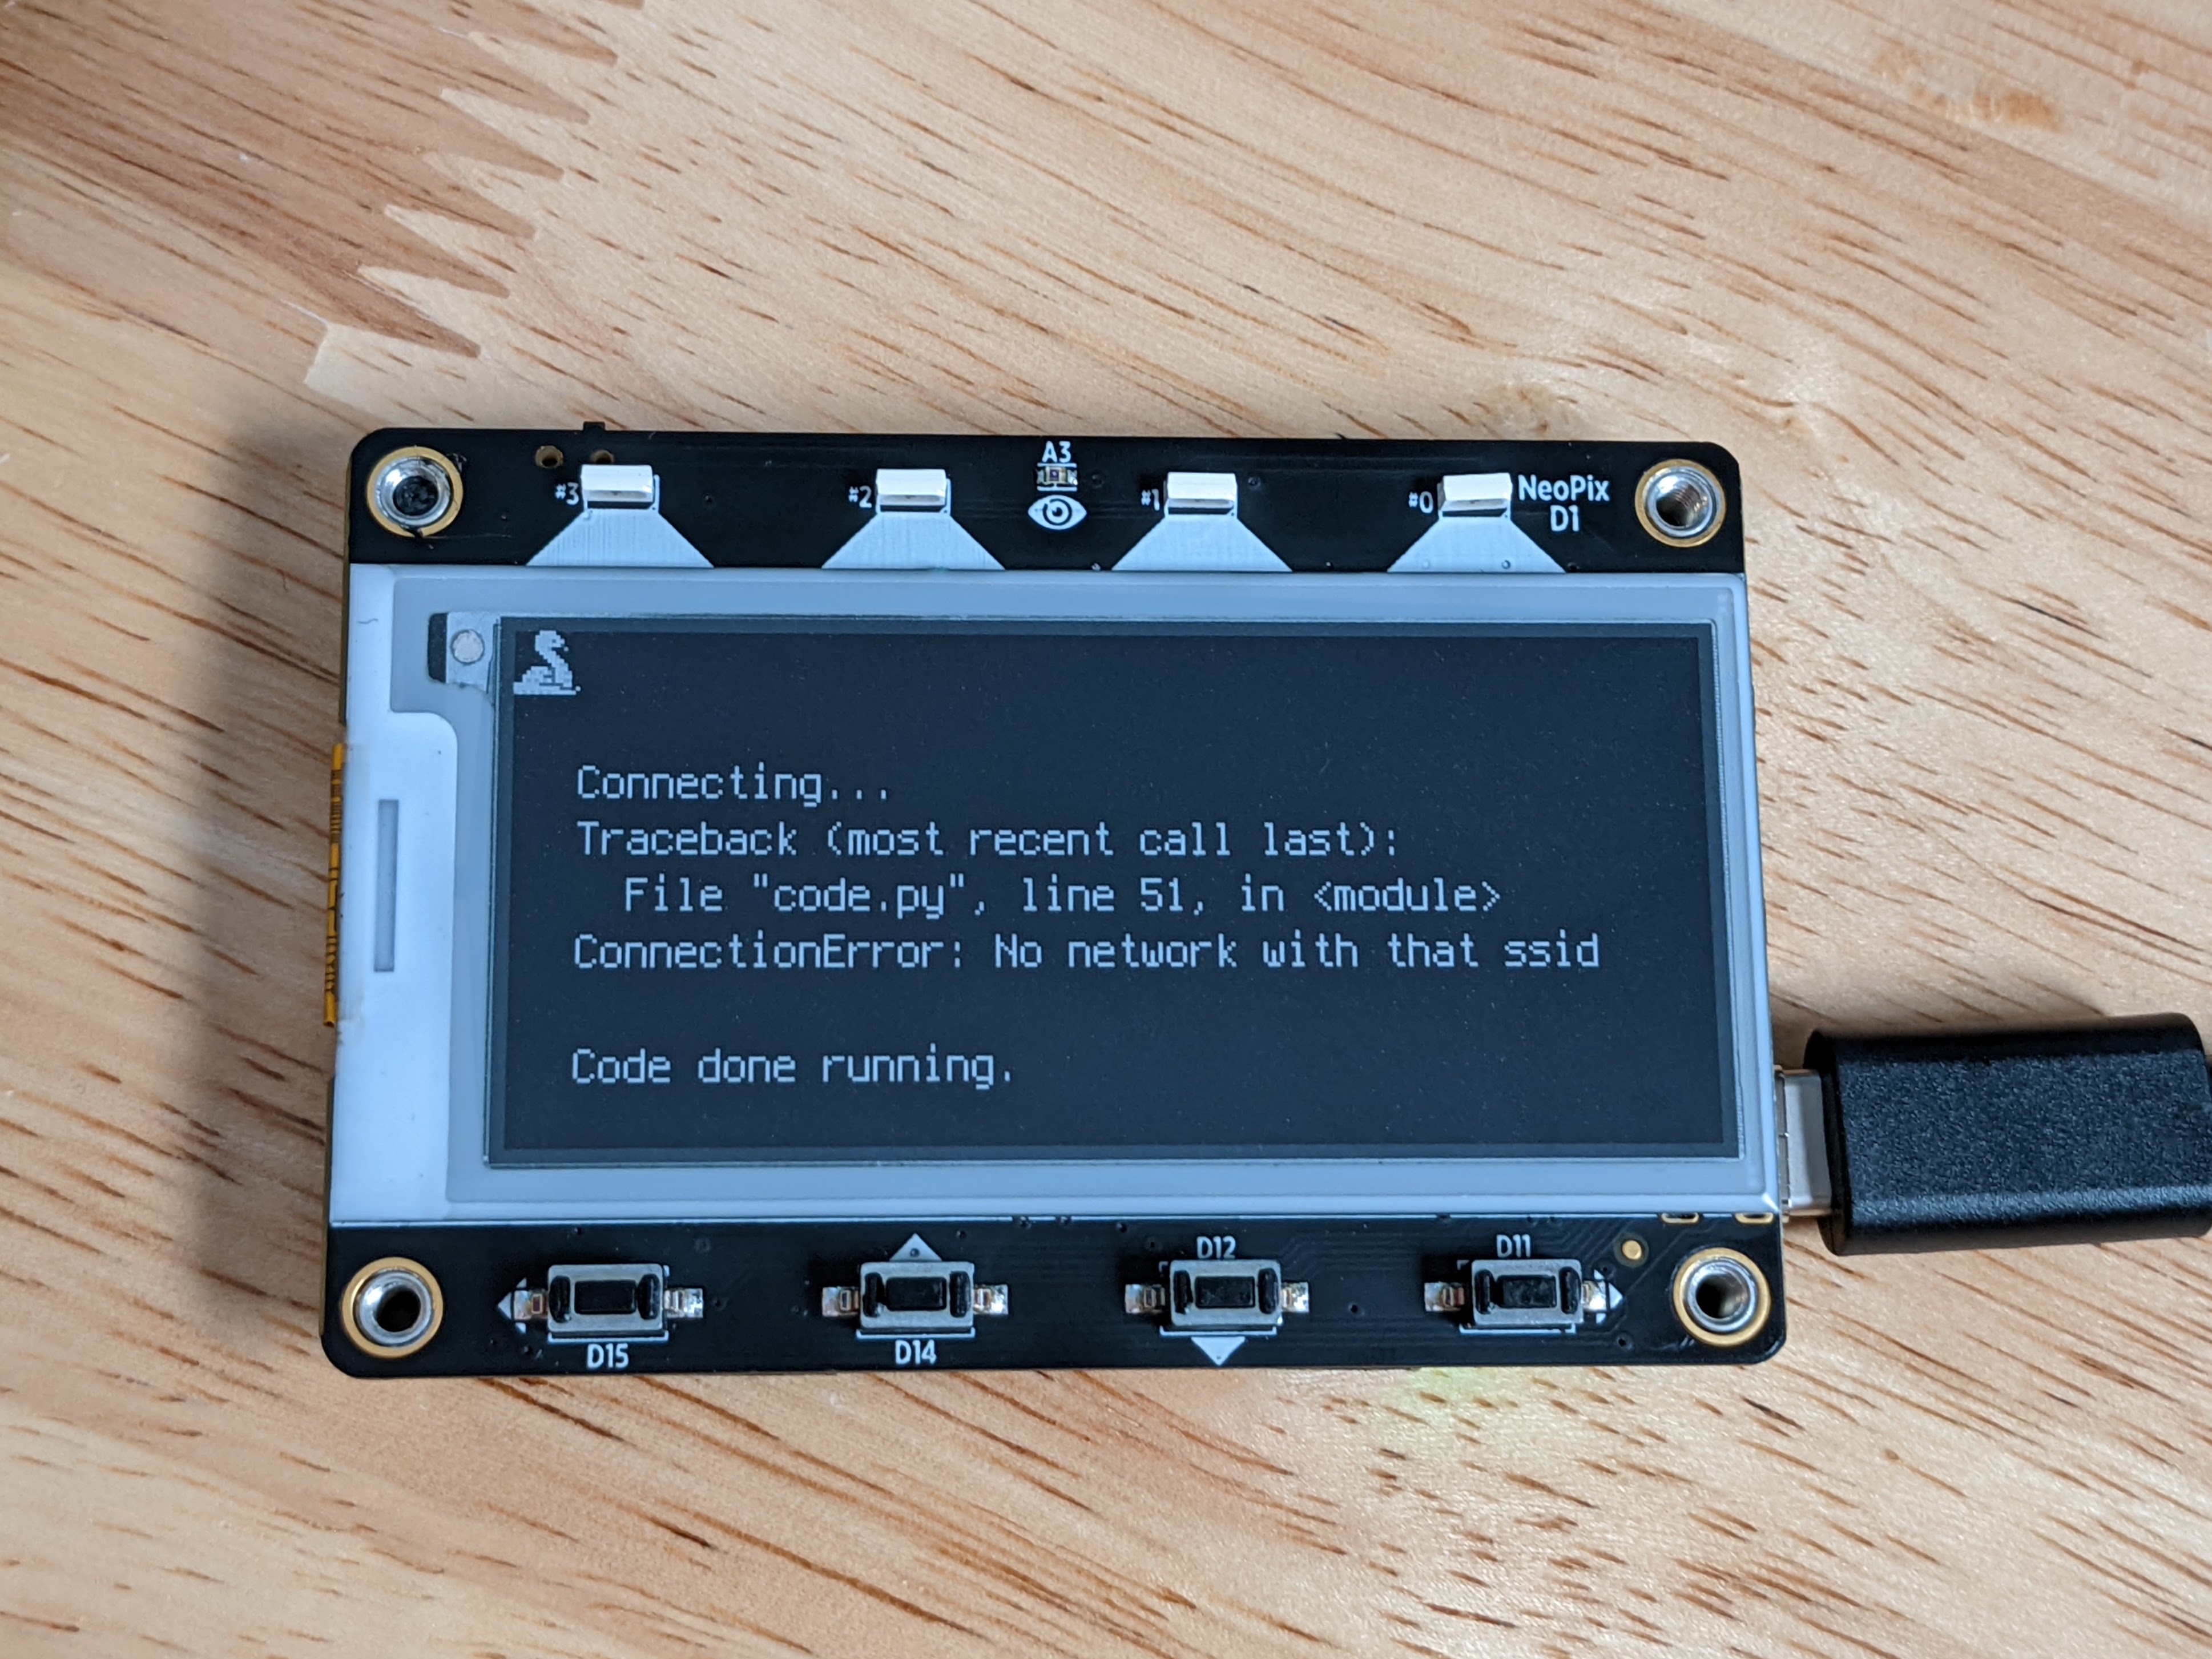 A3
#3
#2
#1
#0
NeoPix
D1
Connecting...
Traceback (most recent call last):
  File "code.py", line 51, in <module>
ConnectionError: No network with that ssid
Code done running.
D15
D14
D12
D11